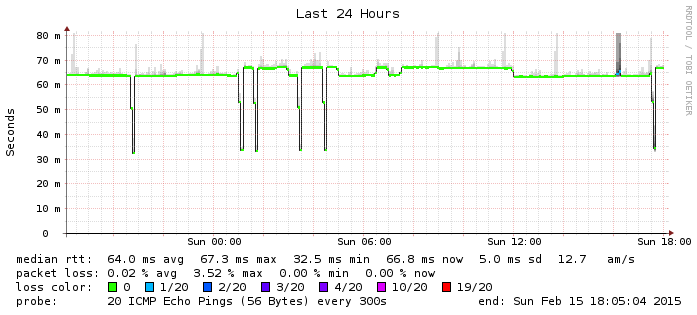 Last 24 Hours
RRDTOOL / TOBI OETIKER
Seconds
80 m
70 m
60 m
50 m
40 m
30 m
20 m
10 m
0
Sun 00:00 Sun 06:00 Sun 12:00 Sun 18:00
median rtt: 64.0 ms avg 67.3 ms max 32.5 ms min 66.8 ms now 5.0 ms sd 12.7 am/s
packet loss: 0.02 % avg 3.52 % max 0.00 % min 0.00 % now
loss color: 0 1/20 2/20 3/20 4/20 10/20 19/20
probe: 20 ICMP Echo Pings (56 Bytes) every 300s end: Sun Feb 15 18:05:04 2015